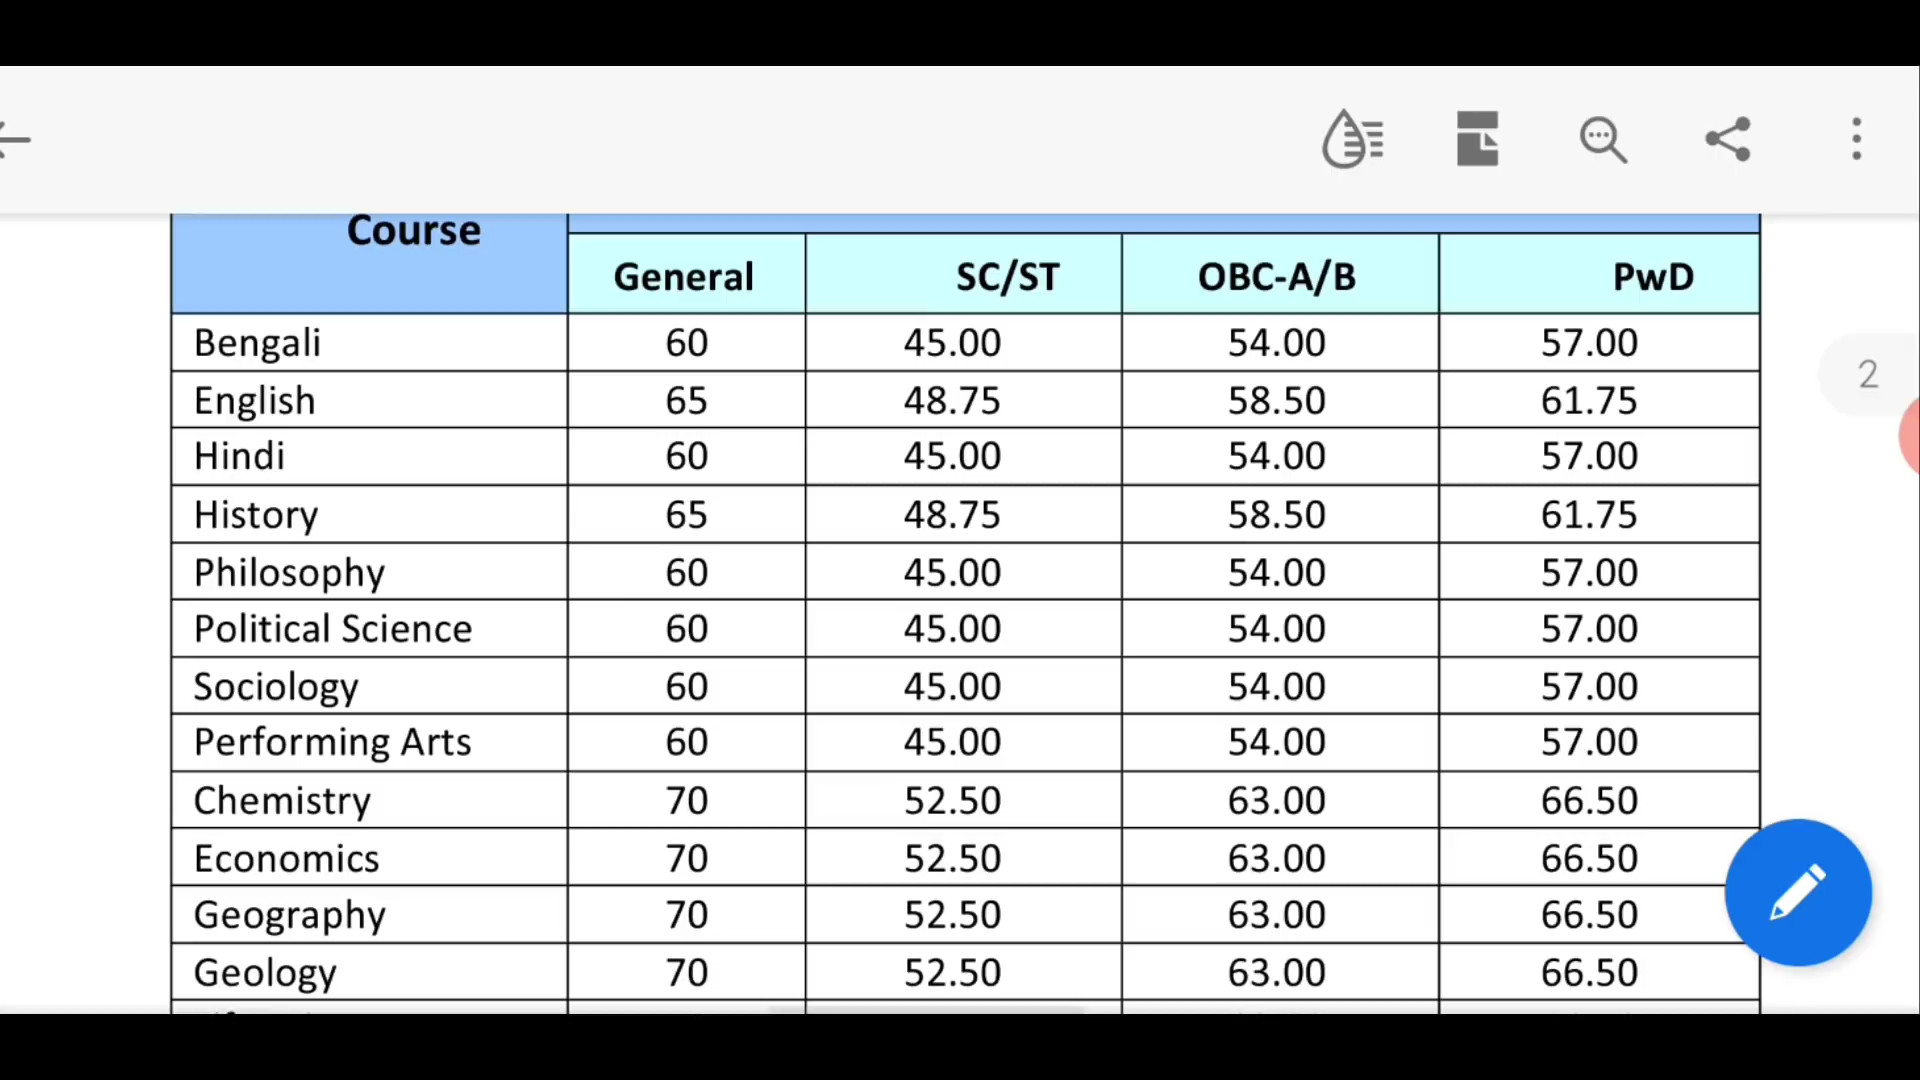 Course
General SC/ST OBC-A/B PwD
Bengali 60 45.00 54.00 57.00
English 65 48.75 58.50 61.75
Hindi 60 45.00 54.00 57.00
History 65 48.75 58.50 61.75
Philosophy 60 45.00 54.00 57.00
Political Science 60 45.00 54.00 57.00
Sociology 60 45.00 54.00 57.00
Performing Arts 60 45.00 54.00 57.00
Chemistry 70 52.50 63.00 66.50
Economics 70 52.50 63.00 66.50
Geography 70 52.50 63.00 66.50
Geology 70 52.50 63.00 66.50
2